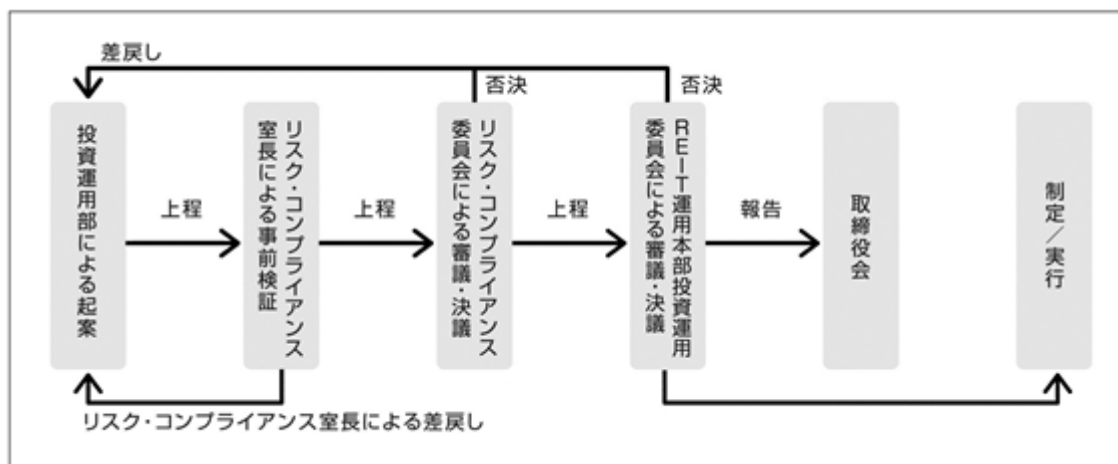 差戻し
否決
否決
投資運用部による起案
上程
リスク・コンプライアンス
室長による事前検証
上程
リスク・コンプライアンス
委員会による審議・決議
上程
REIT運用本部投資運用
委員会による審議・決議
報告
取締役会
制定／実行
リスク・コンプライアンス室長による差戻し